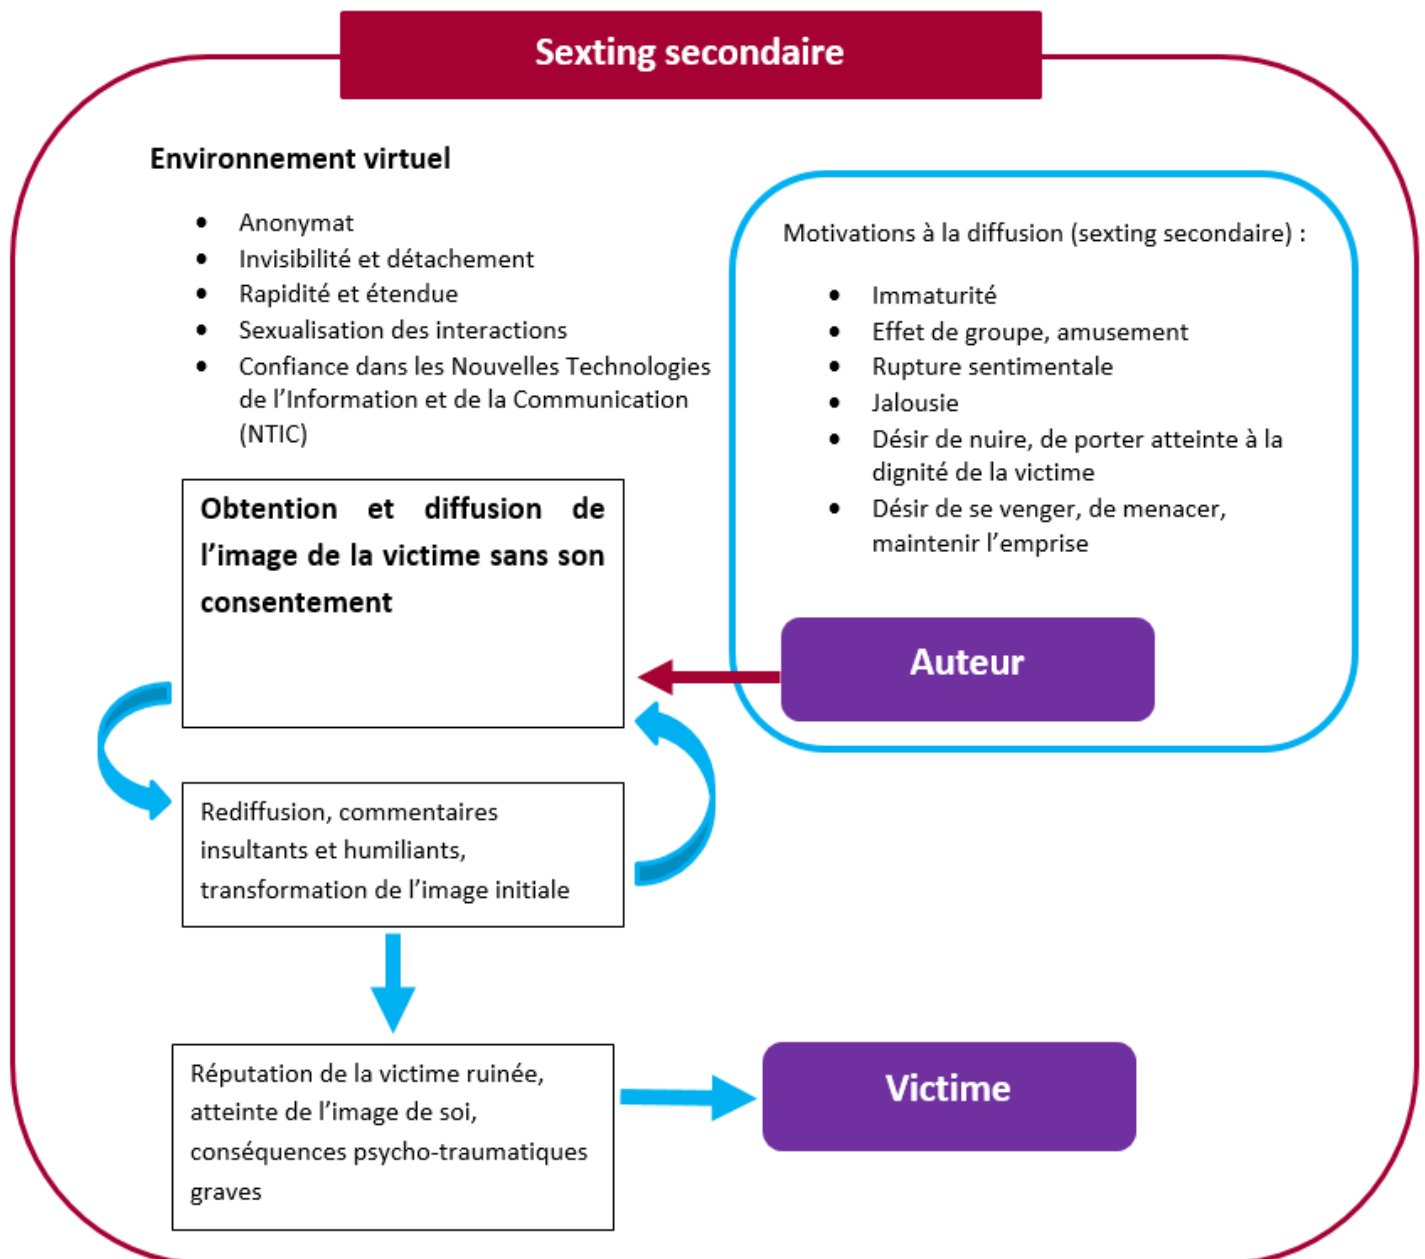 Sexting secondaire
Environnement virtuel
• Anonymat
• Invisibilité et détachement
• Rapidité et étendue
• Sexualisation des interactions
• Confiance dans les Nouvelles Technologies
de l’Information et de la Communication
(NTIC)
Motivations à la diffusion (sexting secondaire) :
• Immaturité
• Effet de groupe, amusement
• Rupture sentimentale
• Jalousie
• Désir de nuire, de porter atteinte à la
dignité de la victime
• Désir de se venger, de menacer,
maintenir l’emprise
Auteur
Obtention et diffusion de
l’image de la victime sans son
consentement
Rediffusion, commentaires
insultants et humiliants,
transformation de l’image initiale
Réputation de la victime ruinée,
atteinte de l’image de soi,
conséquences psycho-traumatiques
graves
Victime